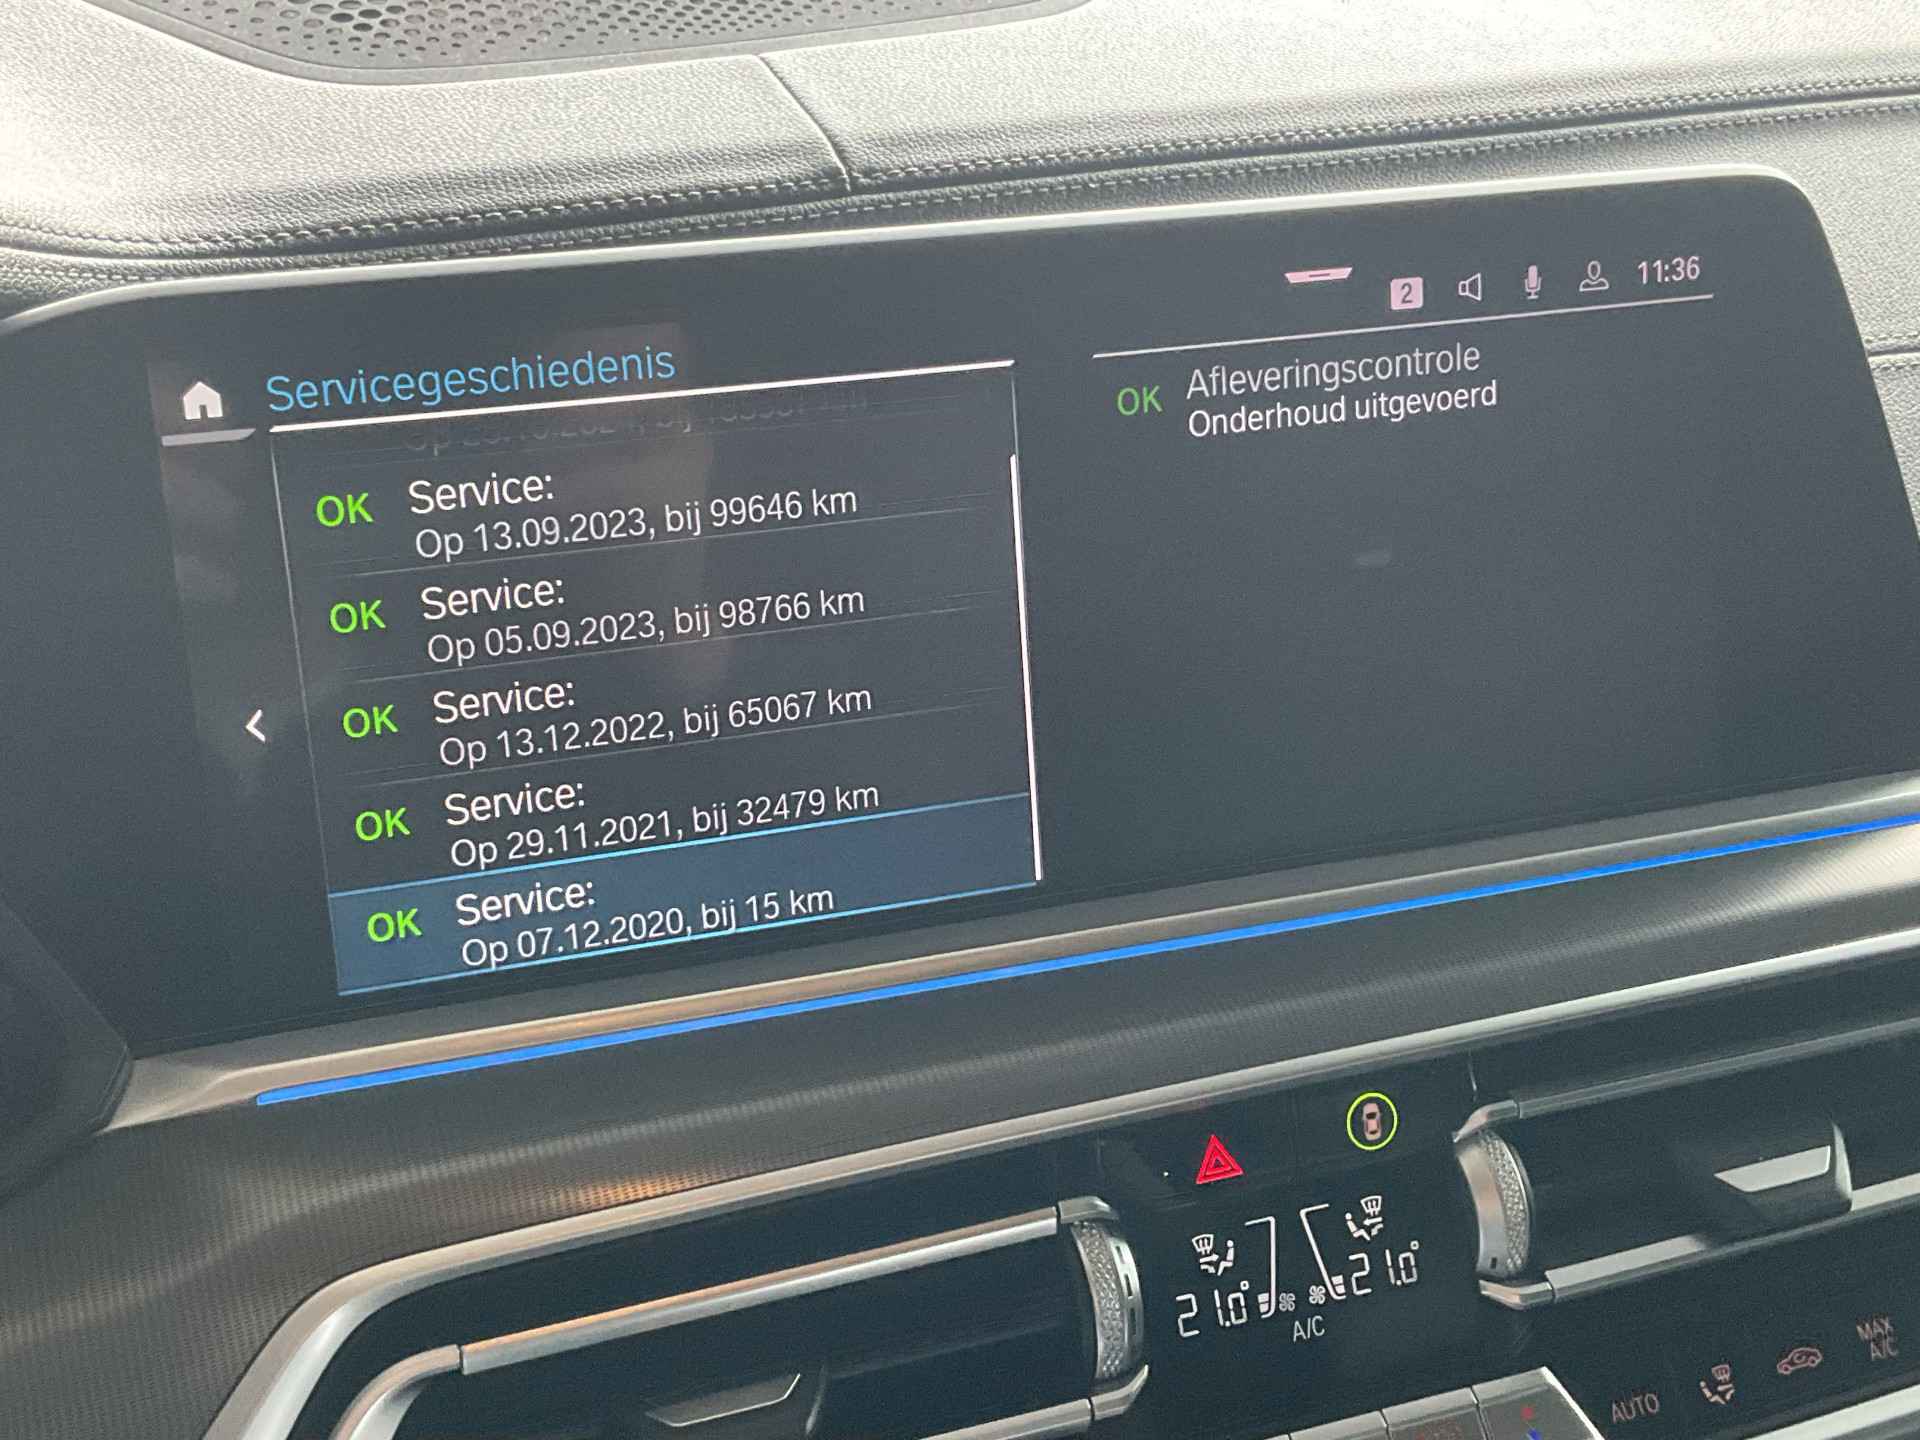 2
11:36
Servicegeschiedenis
OK Service:
Op 13.09.2023, bij 99646 km
OK Service:
Op 05.09.2023, bij 98766 km
OK Service:
Op 13.12.2022, bij 65067 km
OK Service:
Op 29.11.2021, bij 32479 km
OK Service:
Op 07.12.2020, bij 15 km
OK Afleveringscontrole
Onderhoud uitgevoerd
21.0°
21.0°
A/C
AUTO
MAX
A/C